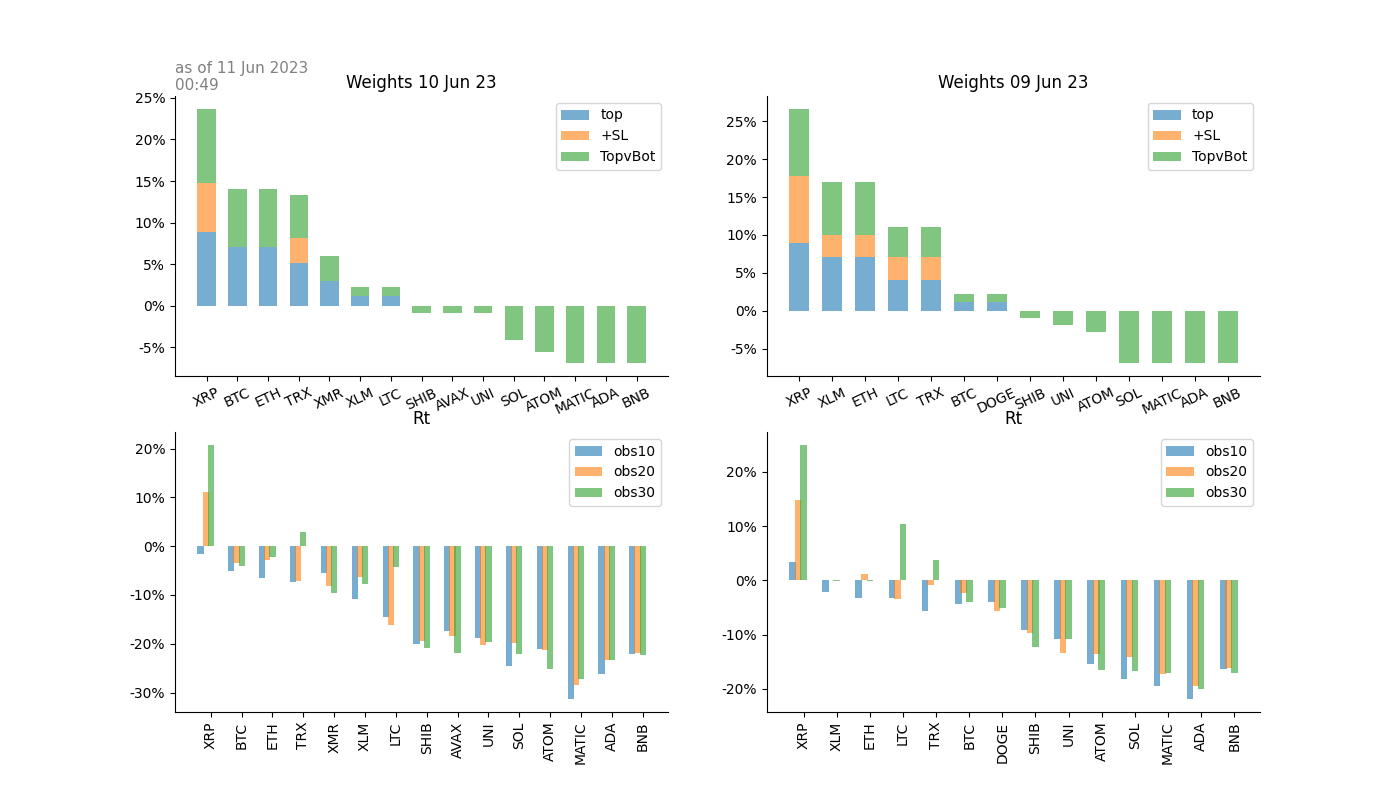 as of 11 Jun 2023
00:49
Weights 10 Jun 23
25%
20%
15%
10%
5%
0%
-5%
top
+SL
TopvBot
XRP BTC ETH TRX XMR XLM LTC SHIB AVAX UNI SOL ATOM MATIC ADA BNB
Weights 09 Jun 23
25%
20%
15%
10%
5%
0%
-5%
top
+SL
TopvBot
XRP XLM ETH LTC TRX BTC DOGE SHIB UNI ATOM SOL MATIC ADA BNB
Rt
20%
10%
0%
-10%
-20%
-30%
obs10
obs20
obs30
XRP BTC ETH TRX XMR XLM LTC SHIB AVAX UNI SOL ATOM MATIC ADA BNB
Rt
20%
10%
0%
-10%
-20%
obs10
obs20
obs30
XRP XLM ETH LTC TRX BTC DOGE SHIB UNI ATOM SOL MATIC ADA BNB